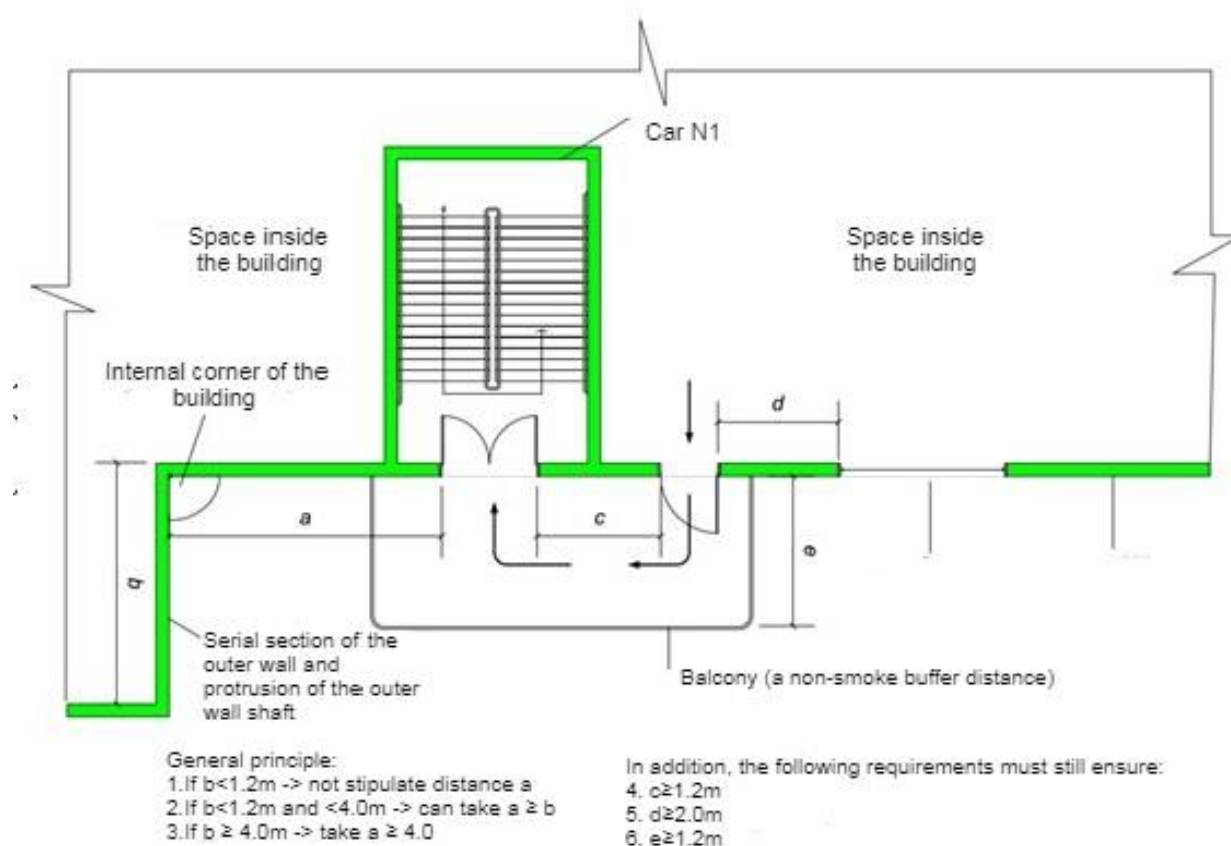 Car N1
Space inside
the building
Space inside
the building
Internal corner of the
building
d
a
c
b
e
Serial section of the
outer wall and
protrusion of the outer
wall shaft
Balcony (a non-smoke buffer distance)
General principle:
1.If b<1.2m -> not stipulate distance a
2.If b<1.2m and <4.0m -> can take a ≥ b
3.If b ≥ 4.0m -> take a ≥ 4.0
In addition, the following requirements must still ensure:
4. c≥1.2m
5. d≥2.0m
6. e≥1.2m